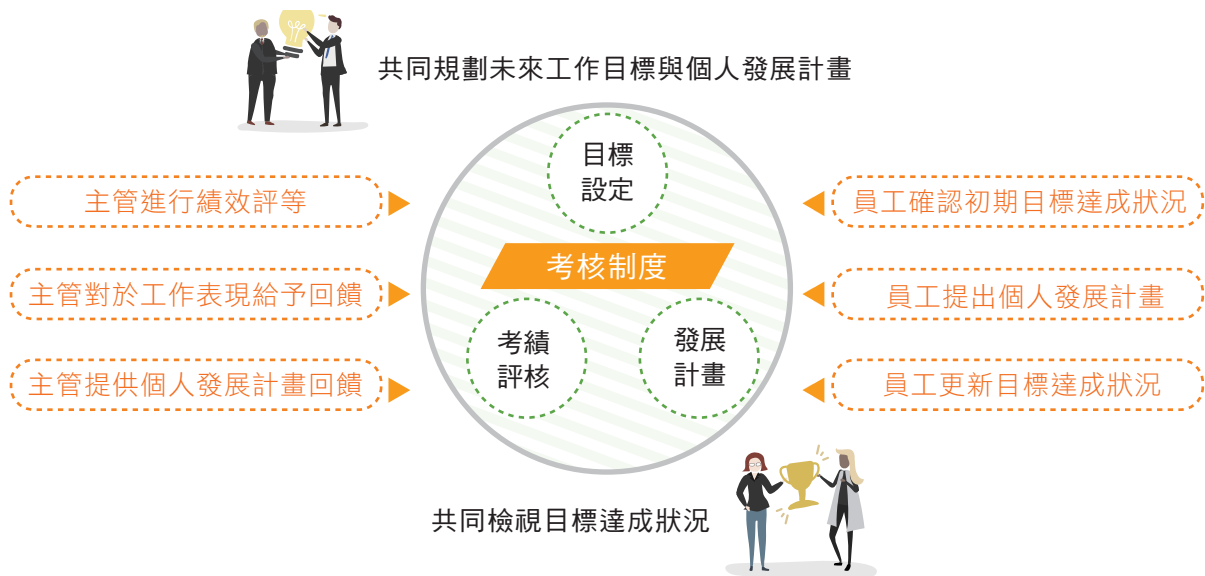 共同規劃未來工作目標與個人發展計畫
目標
設定
主管進行績效評等
員工確認初期目標達成狀況
考核制度
主管對於工作表現給予回饋
員工提出個人發展計畫
考績
評核
發展
計畫
主管提供個人發展計畫回饋
員工更新目標達成狀況
共同檢視目標達成狀況